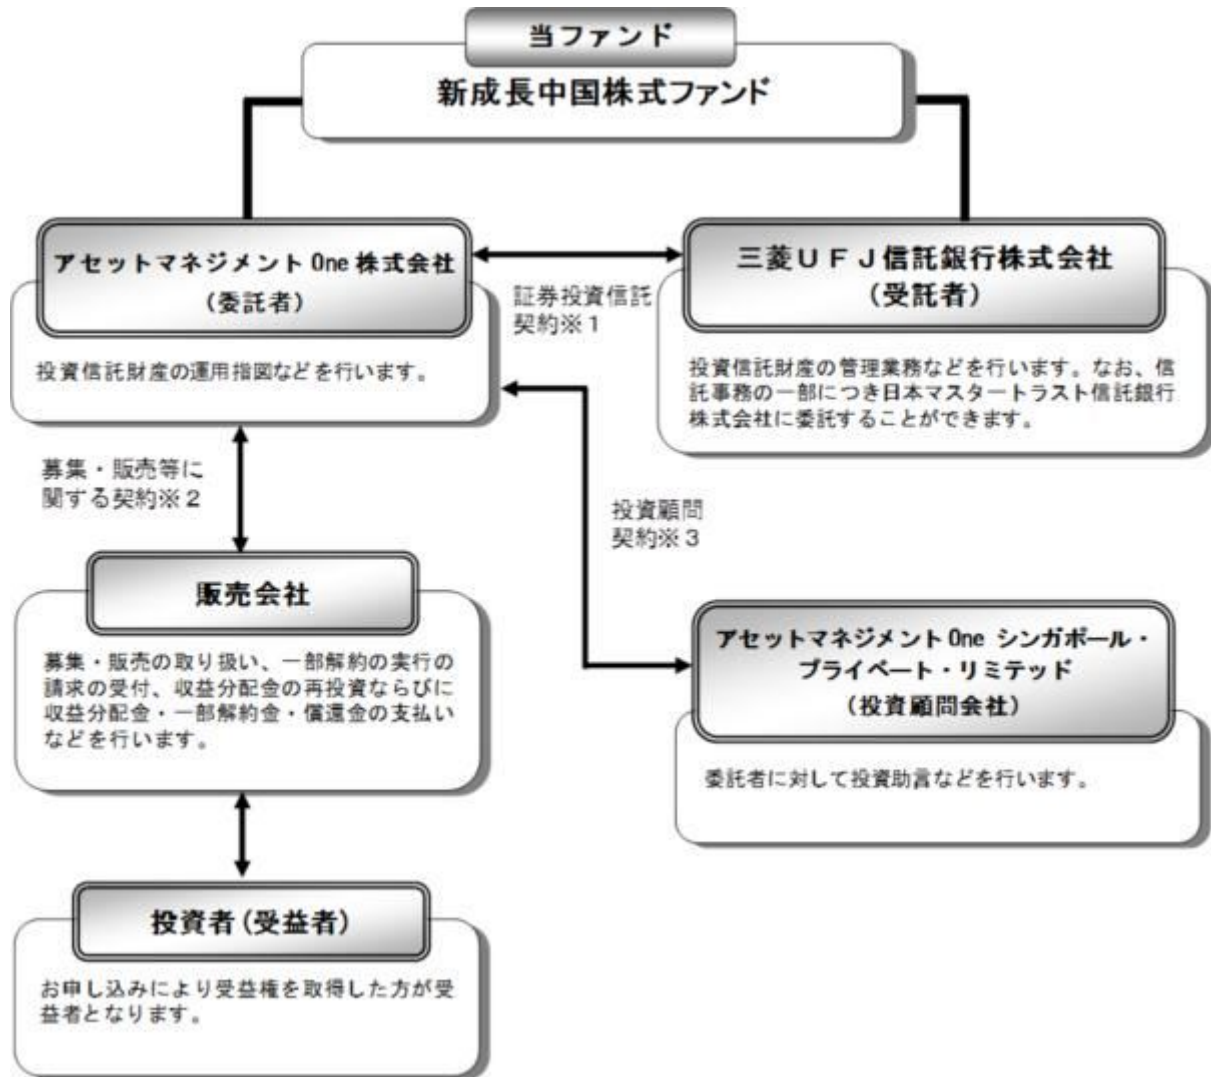 当ファンド
新成長中国株式ファンド
アセットマネジメント One 株式会社
(委託者)
投資信託財産の運用指図などを行います。
証券投資信託
契約※1
三菱UFJ信託銀行株式会社
(受託者)
投資信託財産の管理業務などを行います。なお、信
託事務の一部につき日本マスタートラスト信託銀行
株式会社に委託することができます。
募集・販売等に
関する契約※2
投資顧問
契約※3
販売会社
募集・販売の取り扱い、一部解約の実行の
請求の受付、収益分配金の再投資ならびに
収益分配金・一部解約金・償還金の支払い
などを行います。
アセットマネジメント One シンガポール・
プライベート・リミテッド
(投資顧問会社)
委託者に対して投資助言などを行います。
投資者(受益者)
お申し込みにより受益権を取得した方が受
益者となります。